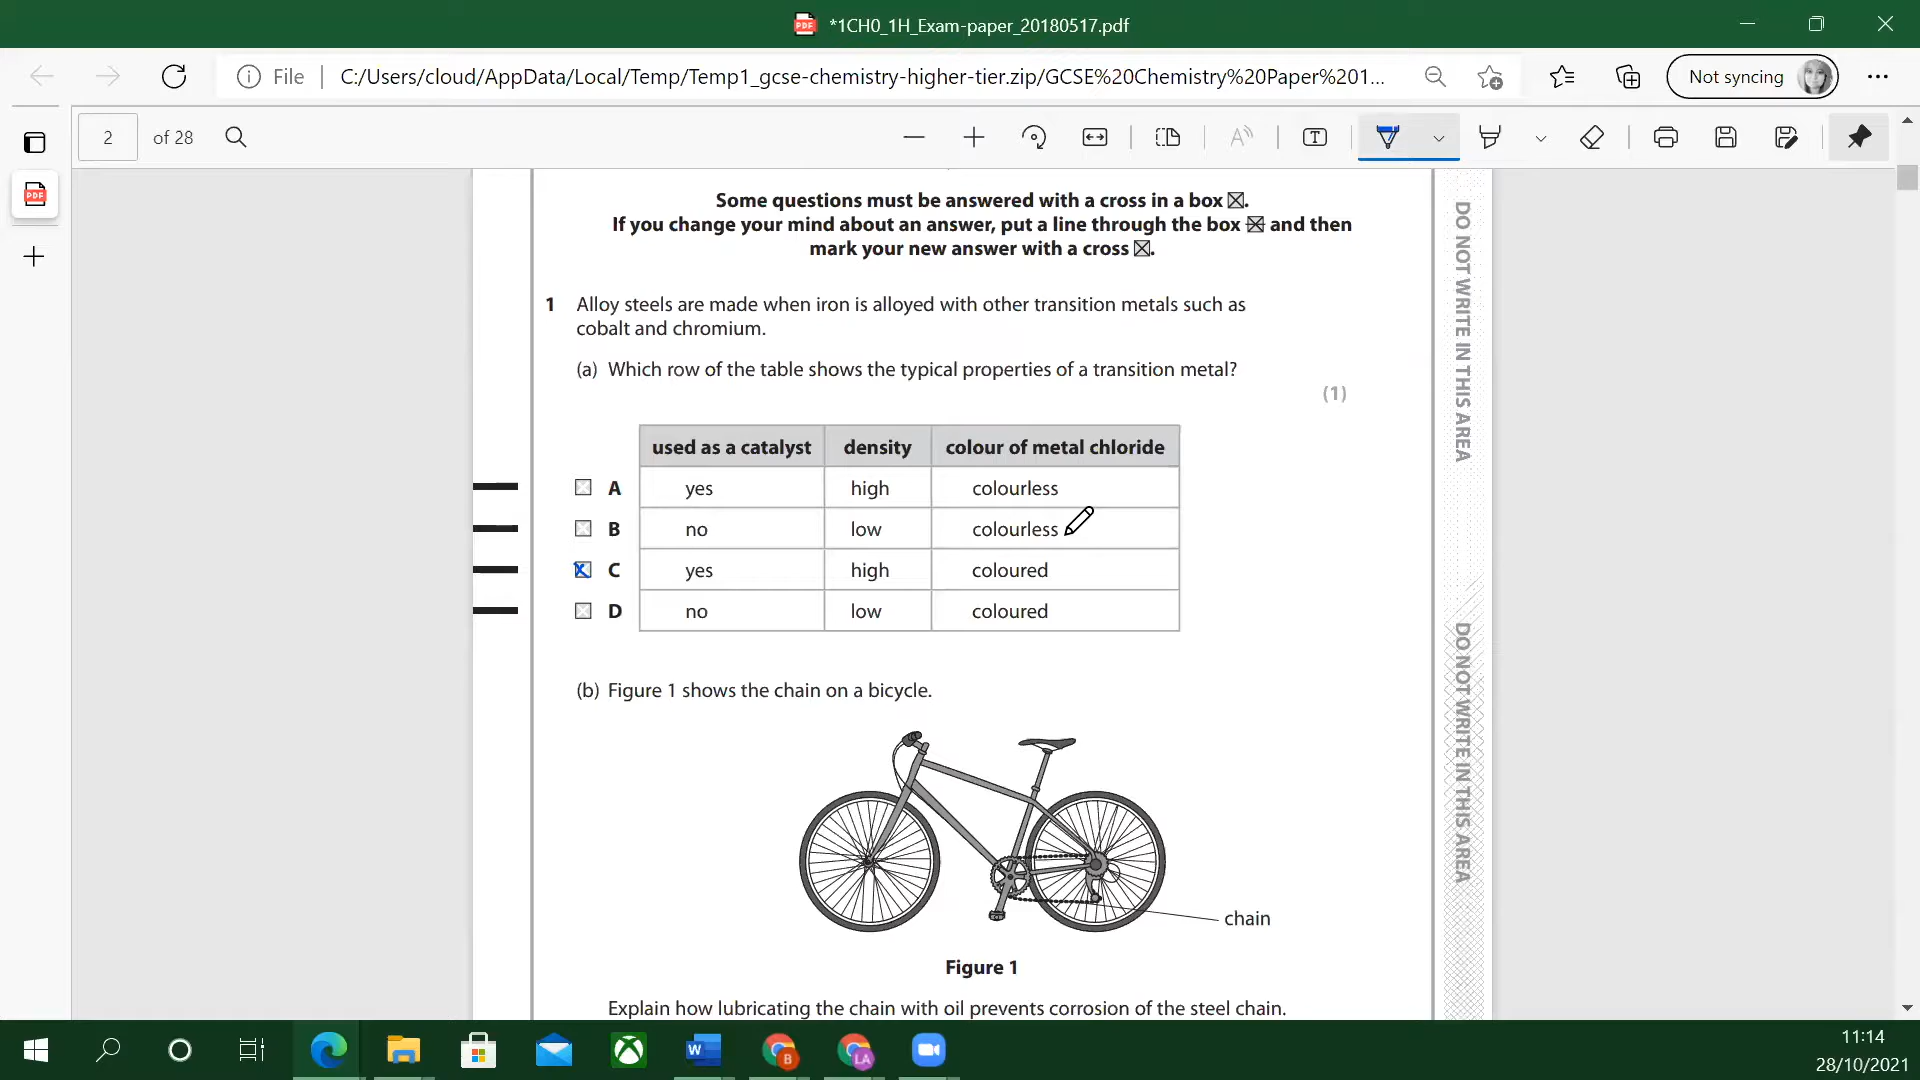 *1CH0_1H_Exam-paper_20180517.pdf
File
C:/Users/cloud/AppData/Local/Temp/Temp1_gcse-chemistry-higher-tier.zip/GCSE%20Chemistry%20Paper%201...
Not syncing
2 of 28
Some questions must be answered with a cross in a box ☒.
If you change your mind about an answer, put a line through the box and then
mark your new answer with a cross ☒.
1 Alloy steels are made when iron is alloyed with other transition metals such as
cobalt and chromium.
(a) Which row of the table shows the typical properties of a transition metal?
(1)
used as a catalyst density colour of metal chloride
A yes high colourless
B no low colourless
C yes high coloured
D no low coloured
(b) Figure 1 shows the chain on a bicycle.
chain
Figure 1
Explain how lubricating the chain with oil prevents corrosion of the steel chain.
DO NOT WRITE IN THIS AREA
DO NOT WRITE IN THIS AREA
11:14
28/10/2021